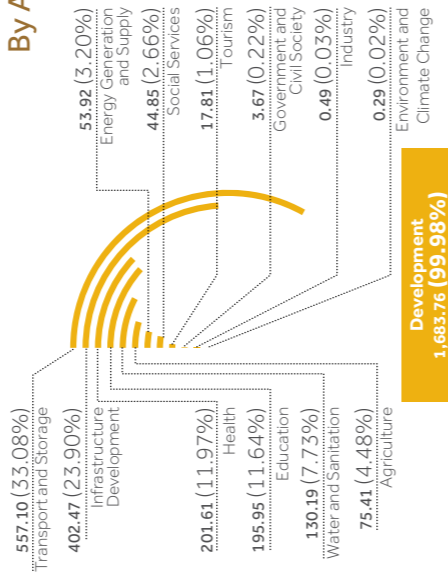 By A
557.10 (33.08%)
Transport and Storage
402.47 (23.90%)
Infrastructure
Development
201.61 (11.97%)
Health
195.95 (11.64%)
Education
130.19 (7.73%)
Water and Sanitation
75.41 (4.48%)
Agriculture
53.92 (3.20%)
Energy Generation
and Supply
44.85 (2.66%)
Social Services
17.81 (1.06%)
Tourism
3.67 (0.22%)
Government and
Civil Society
0.49 (0.03%)
Industry
0.29 (0.02%)
Environment and
Climate Change
Development
1,683.76 (99.98%)